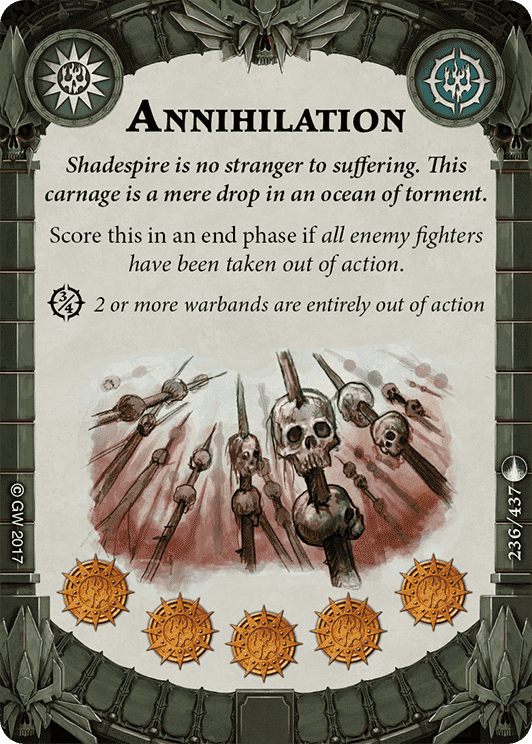 ANNIHILATION
Shadespire is no stranger to suffering. This
carnage is a mere drop in an ocean of torment.
Score this in an end phase if all enemy fighters
have been taken out of action.
3/4 2 or more warbands are entirely out of action
© GW 2017
236/437